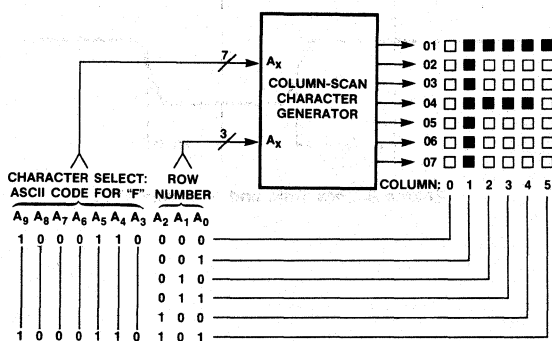 7
Ax
COLUMN-SCAN
CHARACTER
GENERATOR
3
Ax
01
02
03
04
05
06
07
COLUMN: 0 1 2 3 4 5
CHARACTER SELECT:
ASCII CODE FOR "F"
ROW
NUMBER
A9 A8 A7 A6 A5 A4 A3 A2 A1 A0
1 0 0 0 1 1 0 0 0 0
0 0 1
0 1 0
0 1 1
1 0 0
1 0 0 0 1 1 0 1 0 1